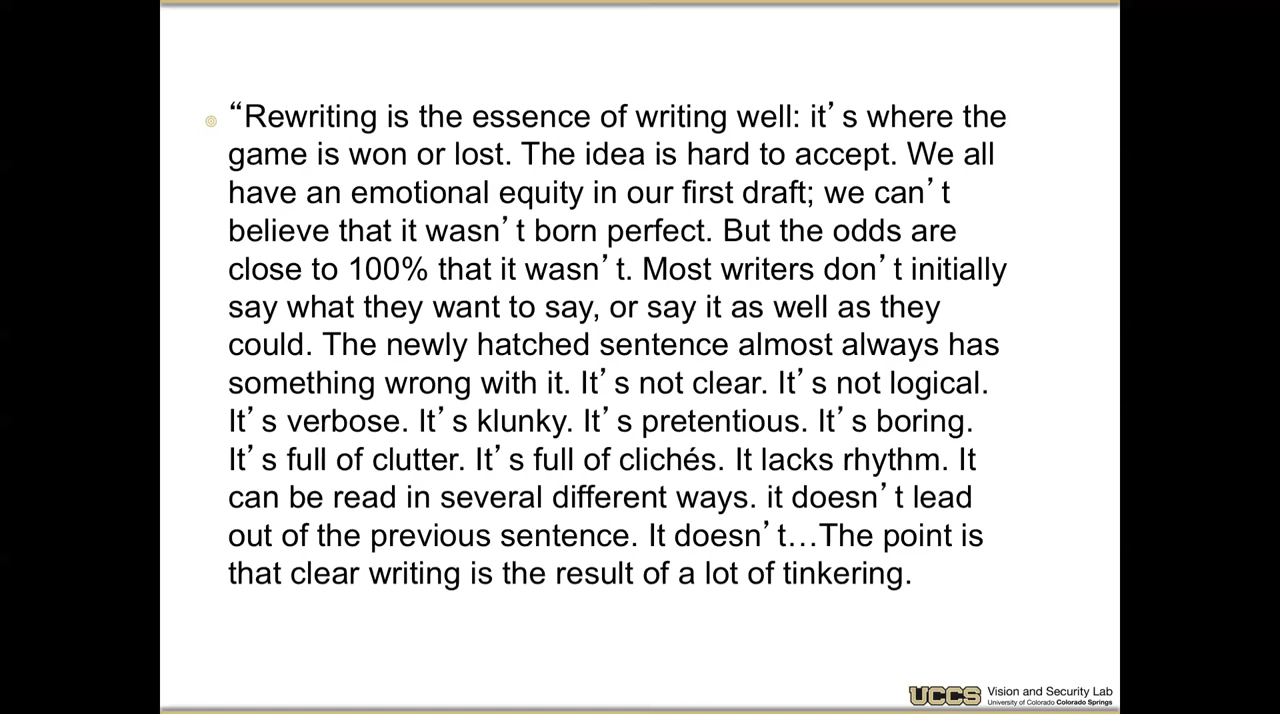 “Rewriting is the essence of writing well: it’s where the
game is won or lost. The idea is hard to accept. We all
have an emotional equity in our first draft; we can’t
believe that it wasn’t born perfect. But the odds are
close to 100% that it wasn’t. Most writers don’t initially
say what they want to say, or say it as well as they
could. The newly hatched sentence almost always has
something wrong with it. It’s not clear. It’s not logical.
It’s verbose. It’s klunky. It’s pretentious. It’s boring.
It’s full of clutter. It’s full of clichés. It lacks rhythm. It
can be read in several different ways. it doesn’t lead
out of the previous sentence. It doesn’t…The point is
that clear writing is the result of a lot of tinkering.
UCCS Vision and Security Lab
University of Colorado Colorado Springs